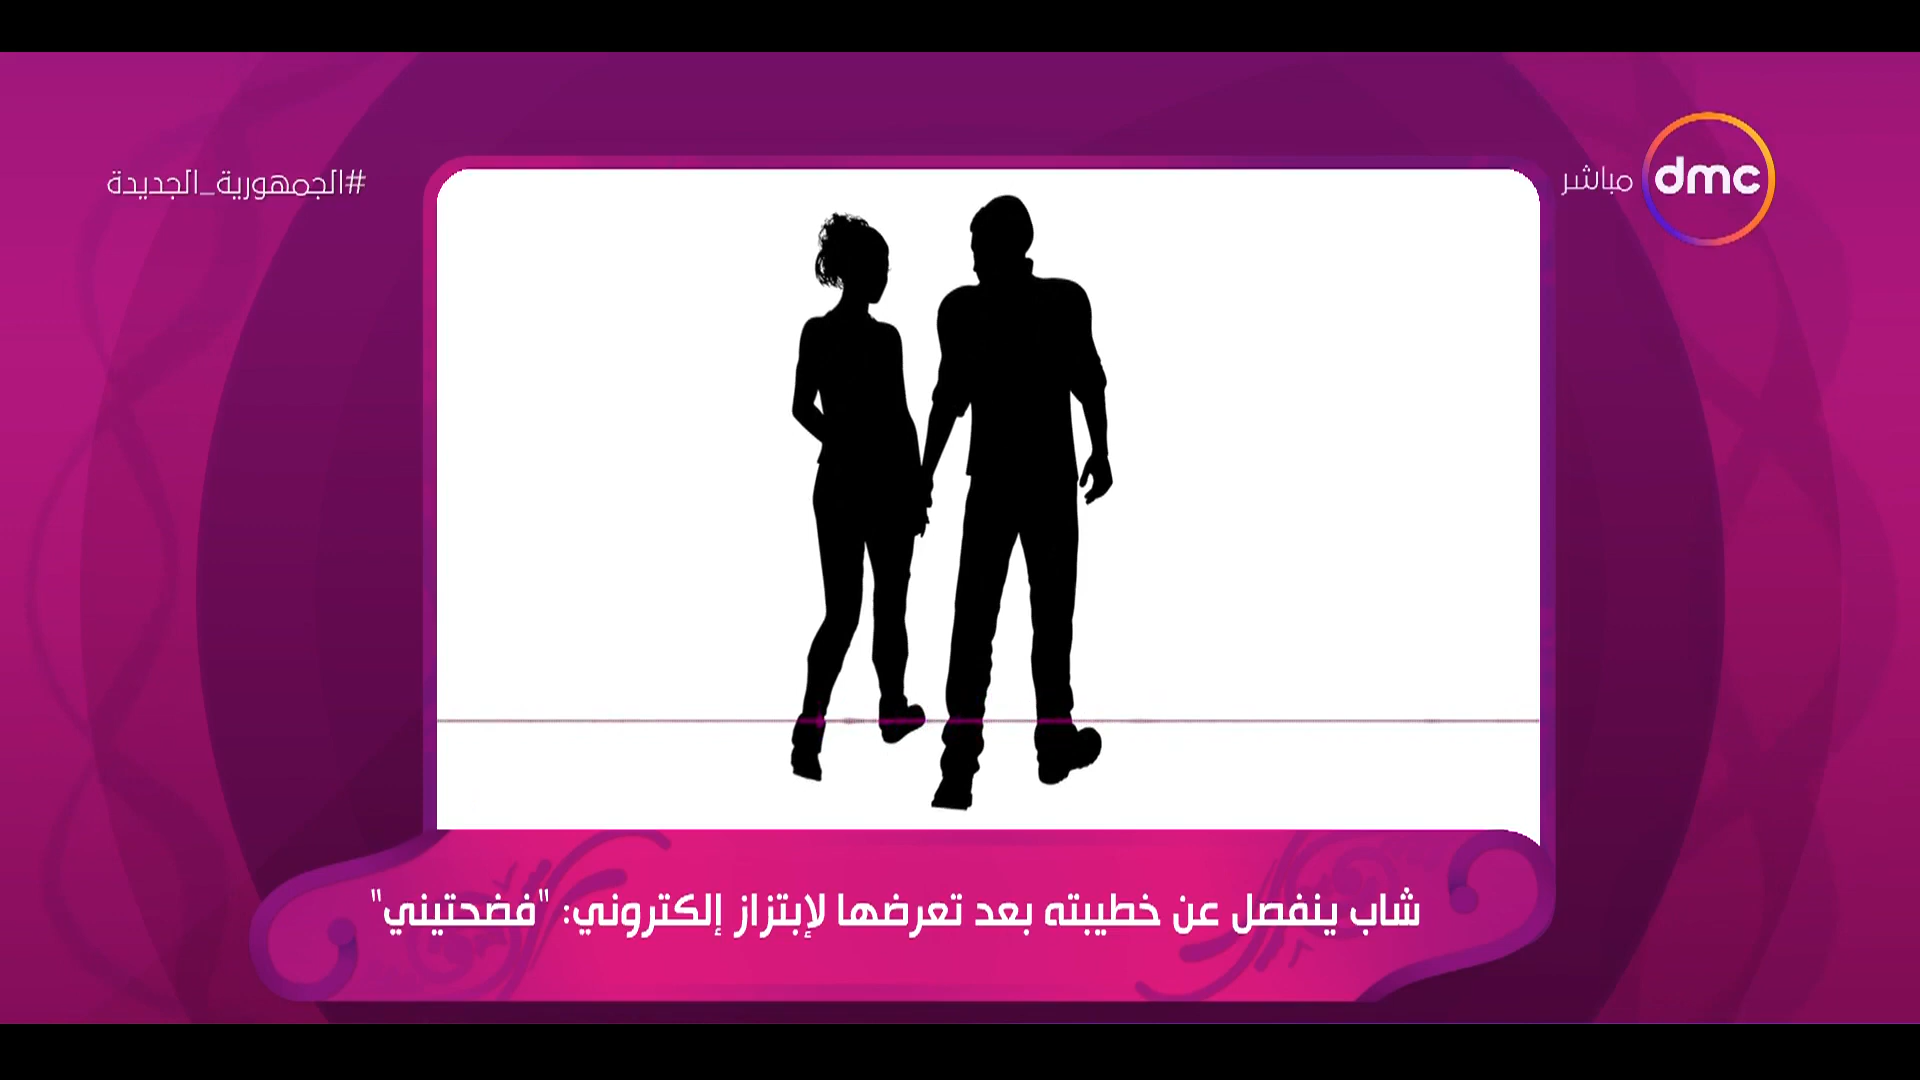 dmc
مباشر
#الجمهورية_الجديدة
شاب ينفصل عن خطيبته بعد تعرضها لإبتزاز إلكتروني: "فضحتيني"